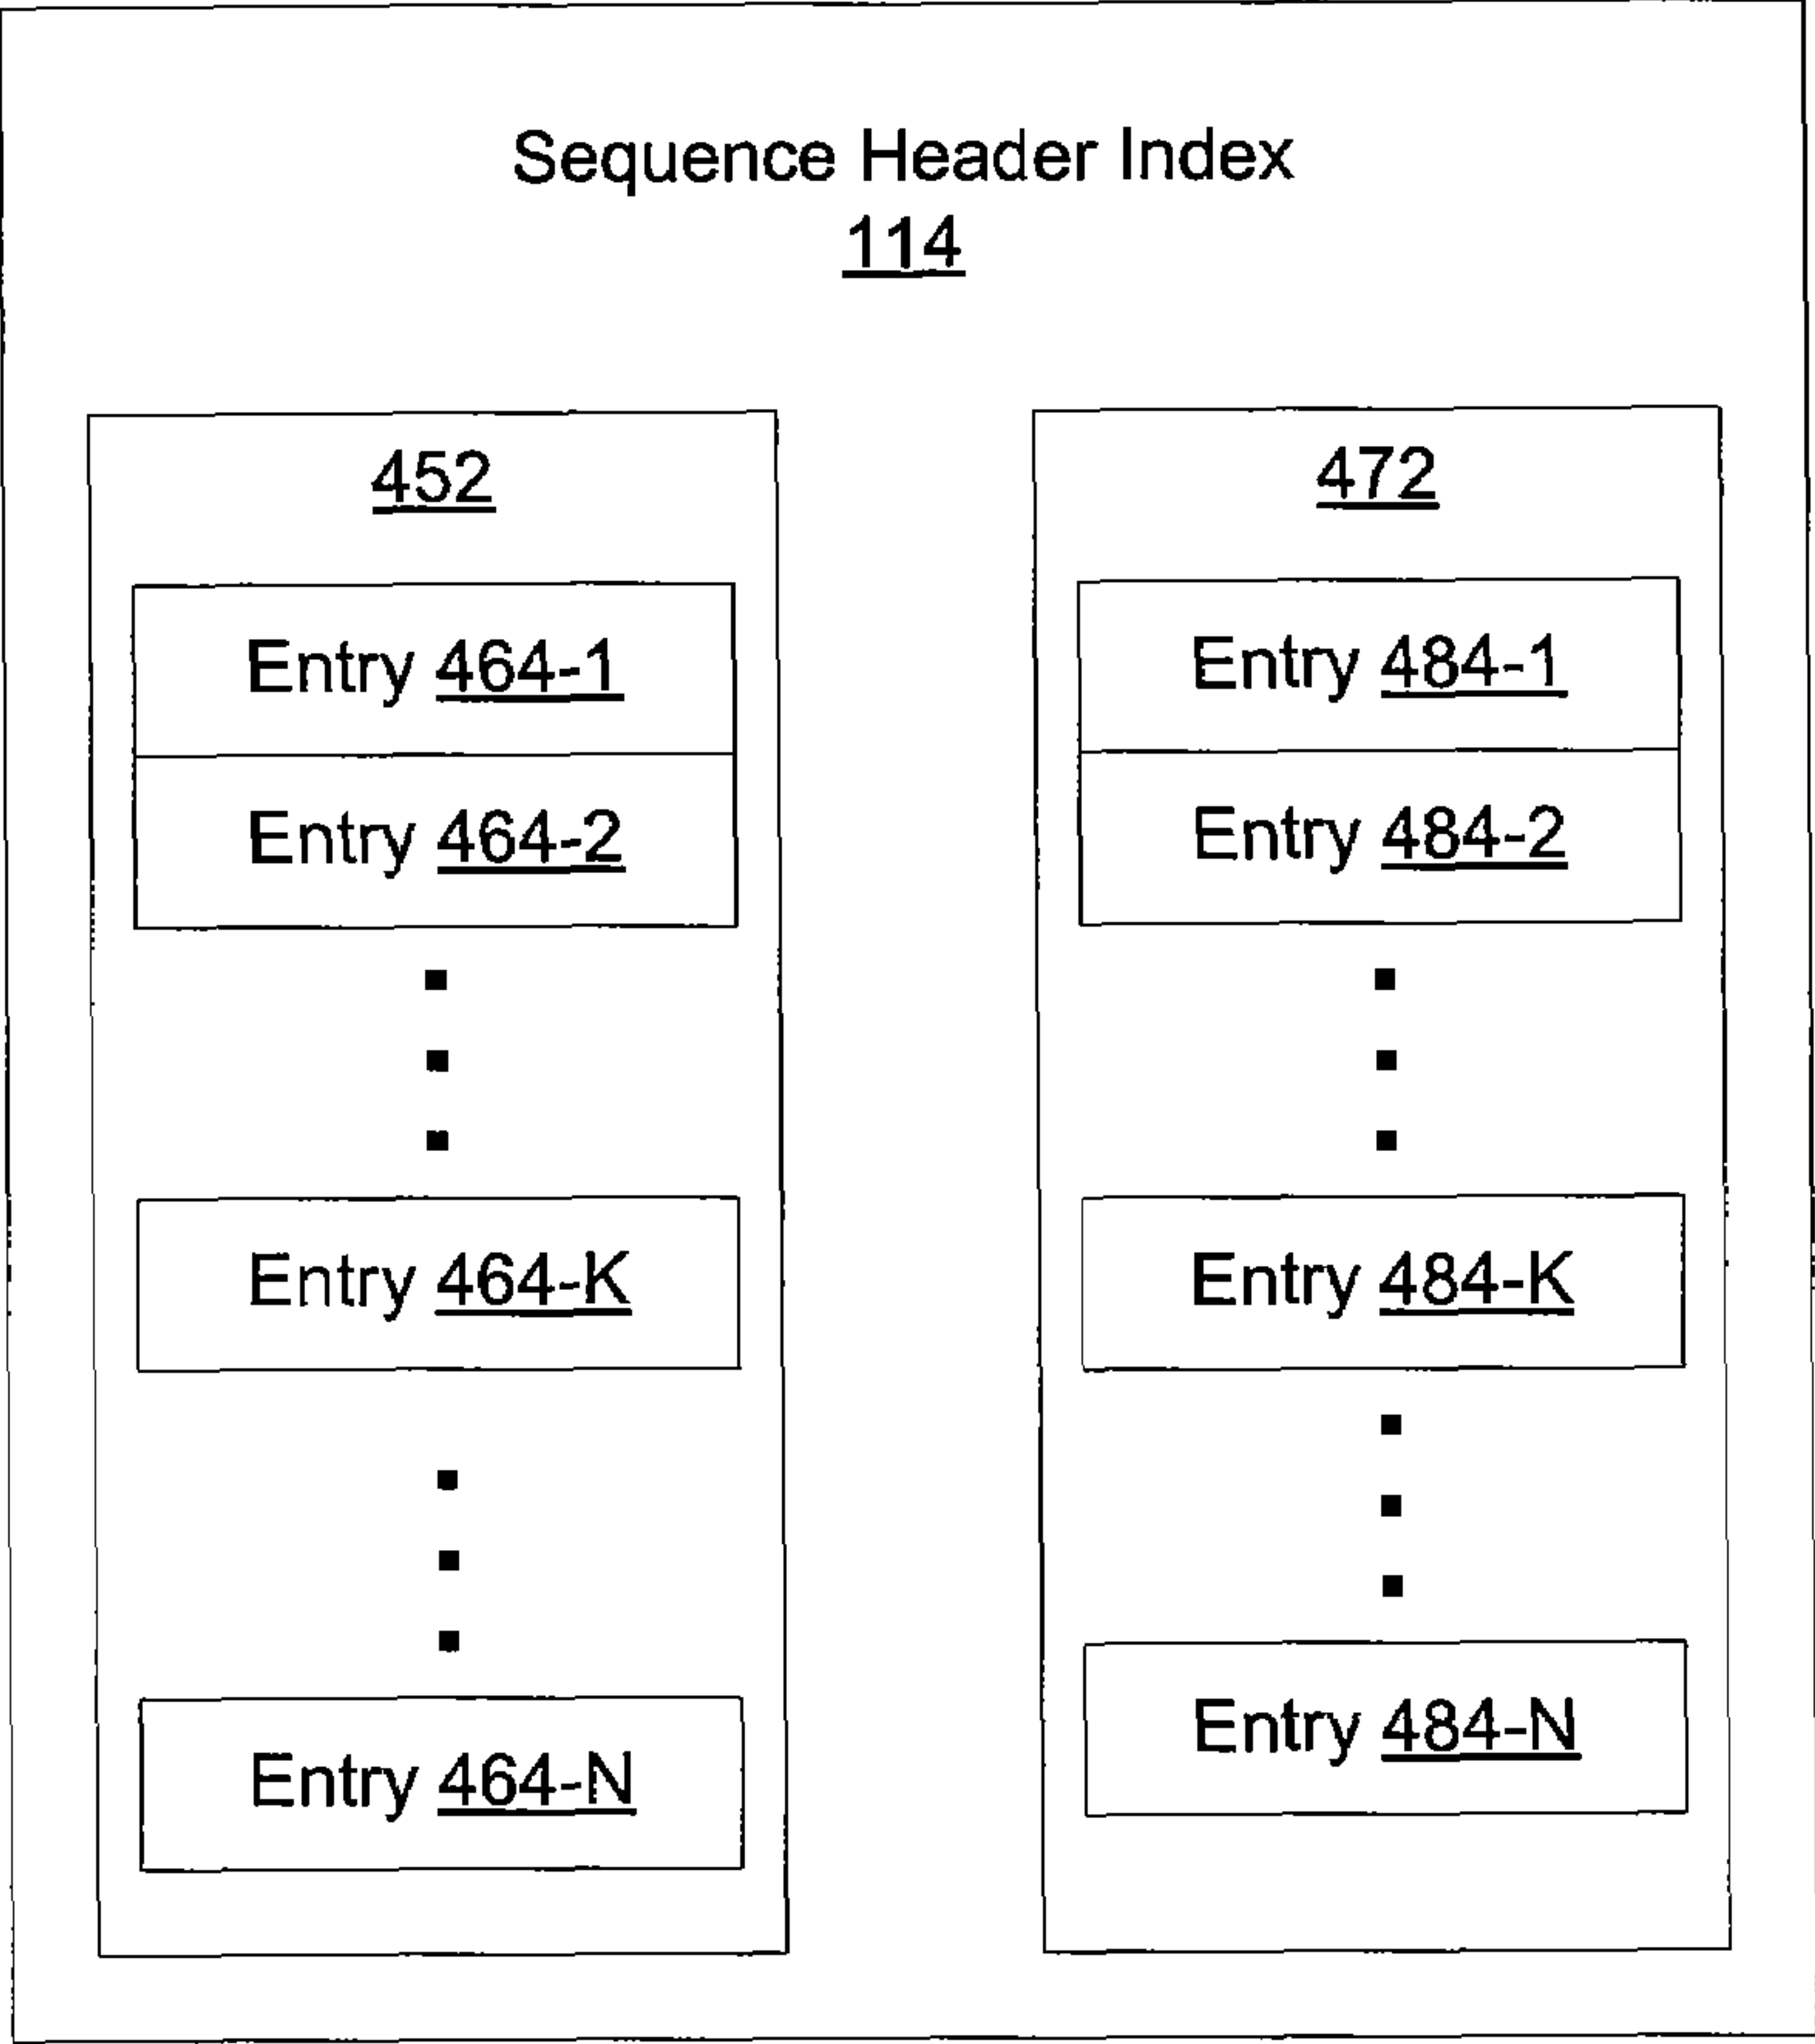 Sequence Header Index
114
452
Entry 464-1
Entry 464-2
Entry 464-K
Entry 464-N
472
Entry 484-1
Entry 484-2
Entry 484-K
Entry 484-N